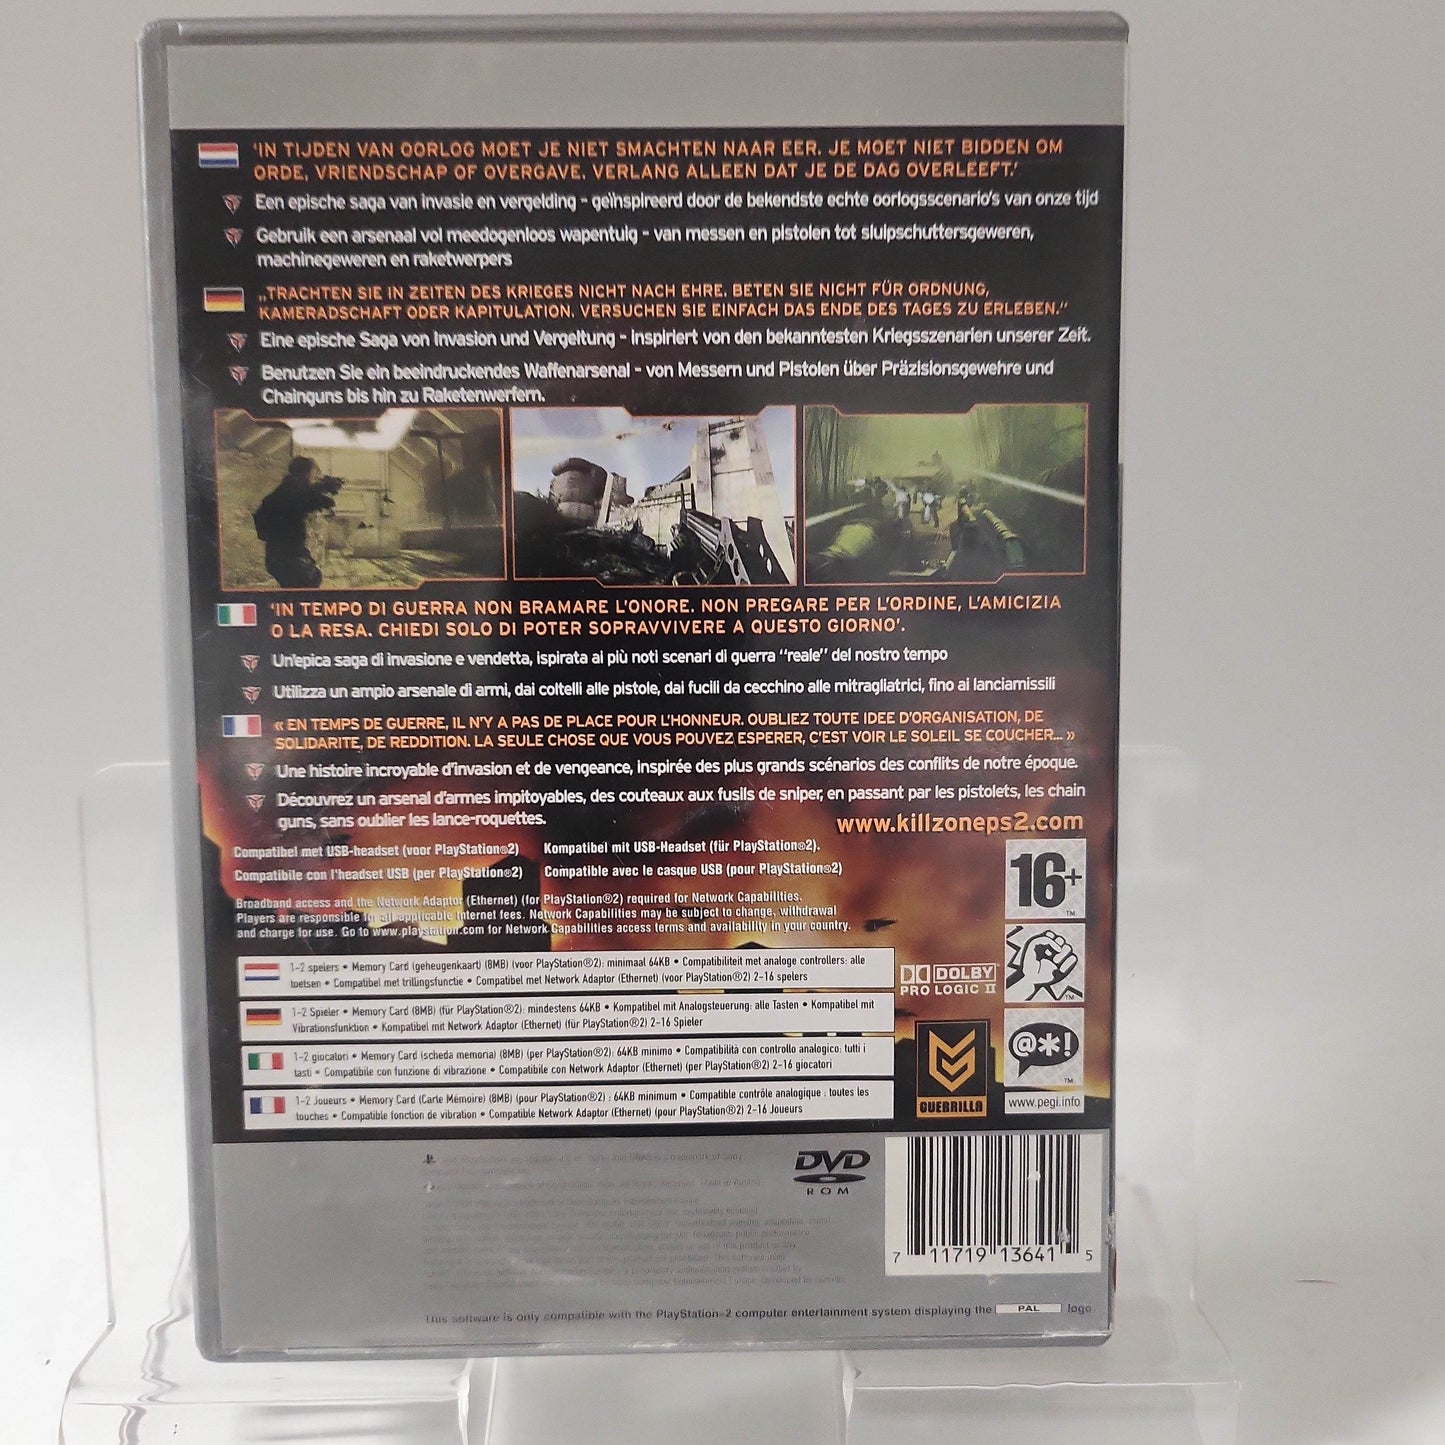 'IN TIJDEN VAN OORLOG MOET JE NIET SMACHTEN NAAR EER. JE MOET NIET BIDDEN OM
ORDE, VRIENDSCHAP OF OVERGAVE. VERLANG ALLEEN DAT JE DE DAG OVERLEEFT.'
Een epische saga van invasie en vergelding - geïnspireerd door de bekendste echte oorlogsscenario's van onze tijd
Gebruik een arsenaal vol meedogenloos wapentuig - van messen en pistolen tot sluipschuttersgeweren,
machinegeweren en raketwerpers
„TRACHTEN SIE IN ZEITEN DES KRIEGES NICHT NACH EHRE. BETEN SIE NICHT FÜR ORDNUNG,
KAMERADSCHAFT ODER KAPITULATION. VERSUCHEN SIE EINFACH DAS ENDE DES TAGES ZU ERLEBEN."
Eine epische Saga von Invasion und Vergeltung - inspiriert von den bekanntesten Kriegsszenarien unserer Zeit.
Benutzen Sie ein beeindruckendes Waffenarsenal - von Messern und Pistolen über Präzisionsgewehre und
Chainguns bis hin zu Raketenwerfern.
'IN TEMPO DI GUERRA NON BRAMARE L'ONORE. NON PREGARE PER L'ORDINE, L'AMICIZIA
O LA RESA. CHIEDI SOLO DI POTER SOPRAVVIVERE A QUESTO GIORNO'.
Un'epica saga di invasione e vendetta, ispirata ai più noti scenari di guerra "reale" del nostro tempo
Utilizza un ampio arsenale di armi, dai coltelli alle pistole, dai fucili da cecchino alle mitragliatrici, fino ai lanciamissili
« EN TEMPS DE GUERRE, IL N'Y A PAS DE PLACE POUR L'HONNEUR. OUBLIEZ TOUTE IDEE D'ORGANISATION, DE
SOLIDARITE, DE REDDITION. LA SEULE CHOSE QUE VOUS POUVEZ ESPERER, C'EST VOIR LE SOLEIL SE COUCHER... »
Une histoire incroyable d'invasion et de vengeance, inspirée des plus grands scénarios des conflits de notre époque.
Découvrez un arsenal d'armes impitoyables, des couteaux aux fusils de sniper, en passant par les pistolets, les chain
guns, sans oublier les lance-roquettes.
www.killzoneps2.com
Compatibel met USB-headset (voor PlayStation®2)
Kompatibel mit USB-Headset (für PlayStation®2).
Compatibile con l'headset USB (per PlayStation®2)
Compatible avec le casque USB (pour PlayStation®2)
Broadband access and the Network Adaptor (Ethernet) (for PlayStation®2) required for Network Capabilities.
Players are responsible for all applicable internet fees. Network Capabilities may be subject to change, withdrawal
and charge for use. Go to www.playstation.com for Network Capabilities access terms and availability in your country.
16+
TM
TM
@*!
TM
www.pegi.info
1-2 spelers • Memory Card (geheugenkaart) (8MB) (voor PlayStation®2): minimaal 64KB • Compatibiliteit met analoge controllers: alle
toetsen • Compatibel met trillingsfunctie • Compatibel met Network Adaptor (Ethernet) (voor PlayStation®2) 2-16 spelers
1-2 Spieler • Memory Card (8MB) (für PlayStation®2): mindestens 64KB • Kompatibel mit Analogsteuerung: alle Tasten • Kompatibel mit
Vibrationsfunktion • Kompatibel mit Network Adaptor (Ethernet) (für PlayStation®2) 2-16 Spieler
1-2 giocatori • Memory Card (scheda memoria) (8MB) (per PlayStation®2): 64KB minimo • Compatibilità con controllo analogico: tutti i
tasti • Compatibile con funzione di vibrazione • Compatibile con Network Adaptor (Ethernet) (per PlayStation®2) 2-16 giocatori
1-2 Joueurs • Memory Card (Carte Mémoire) (8MB) (pour PlayStation®2) : 64KB minimum • Compatible contrôle analogique : toutes les
touches • Compatible fonction de vibration • Compatible Network Adaptor (Ethernet) (pour PlayStation®2) 2-16 Joueurs
DOLBY
PRO LOGIC II
GUERRILLA
DVD
ROM
7 11719 13641 5
This software is only compatible with the PlayStation®2 computer entertainment system displaying the PAL logo